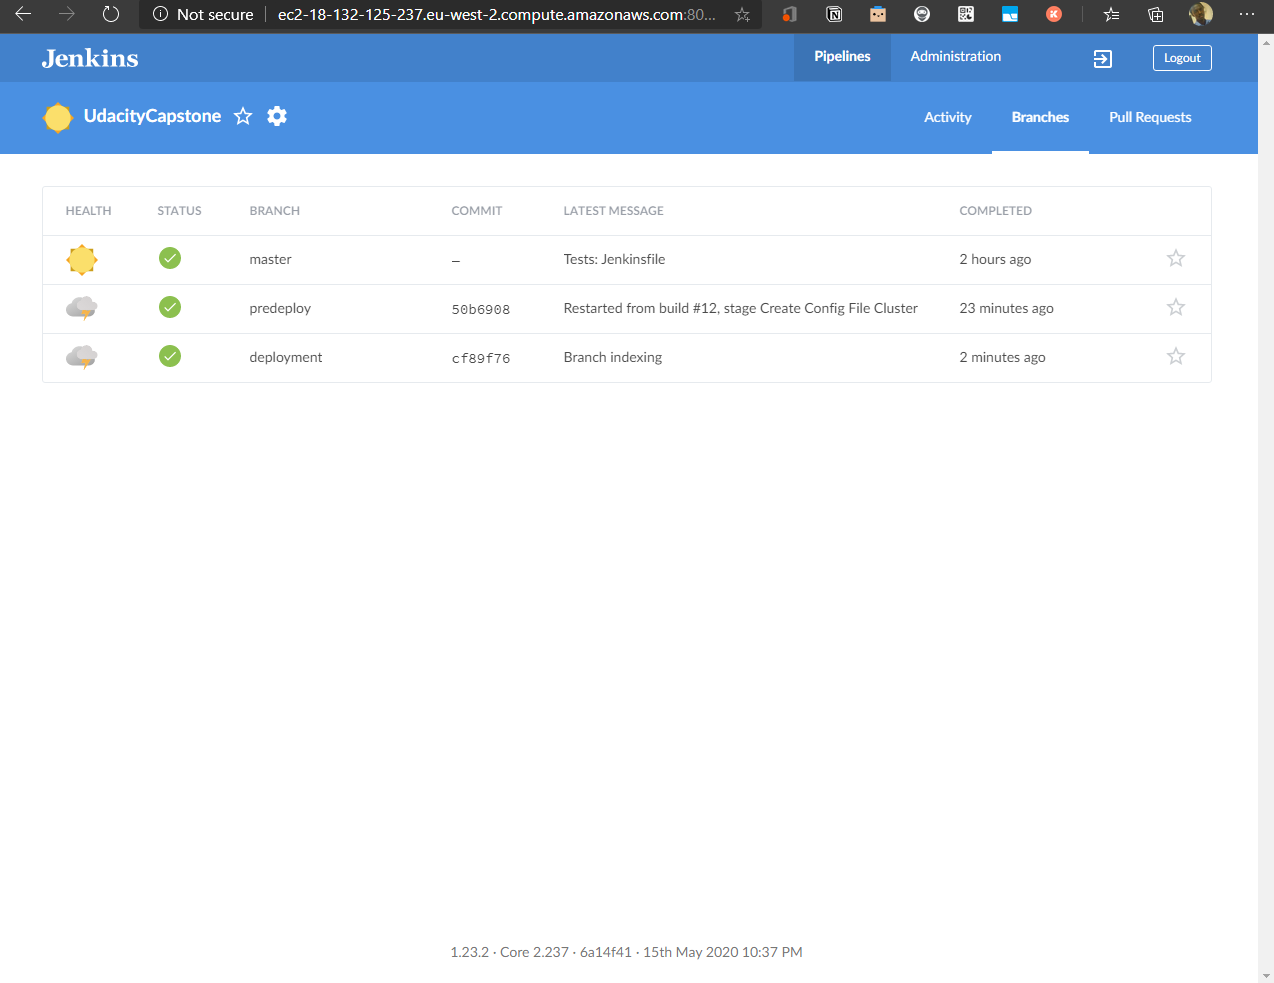 Not secure ec2-18-132-125-237.eu-west-2.compute.amazonaws.com:80...
Jenkins Pipelines Administration Logout
UdacityCapstone Activity Branches Pull Requests
HEALTH STATUS BRANCH COMMIT LATEST MESSAGE COMPLETED
master – Tests: Jenkinsfile 2 hours ago
predeploy 50b6908 Restarted from build #12, stage Create Config File Cluster 23 minutes ago
deployment cf89f76 Branch indexing 2 minutes ago
1.23.2 · Core 2.237 · 6a14f41 · 15th May 2020 10:37 PM